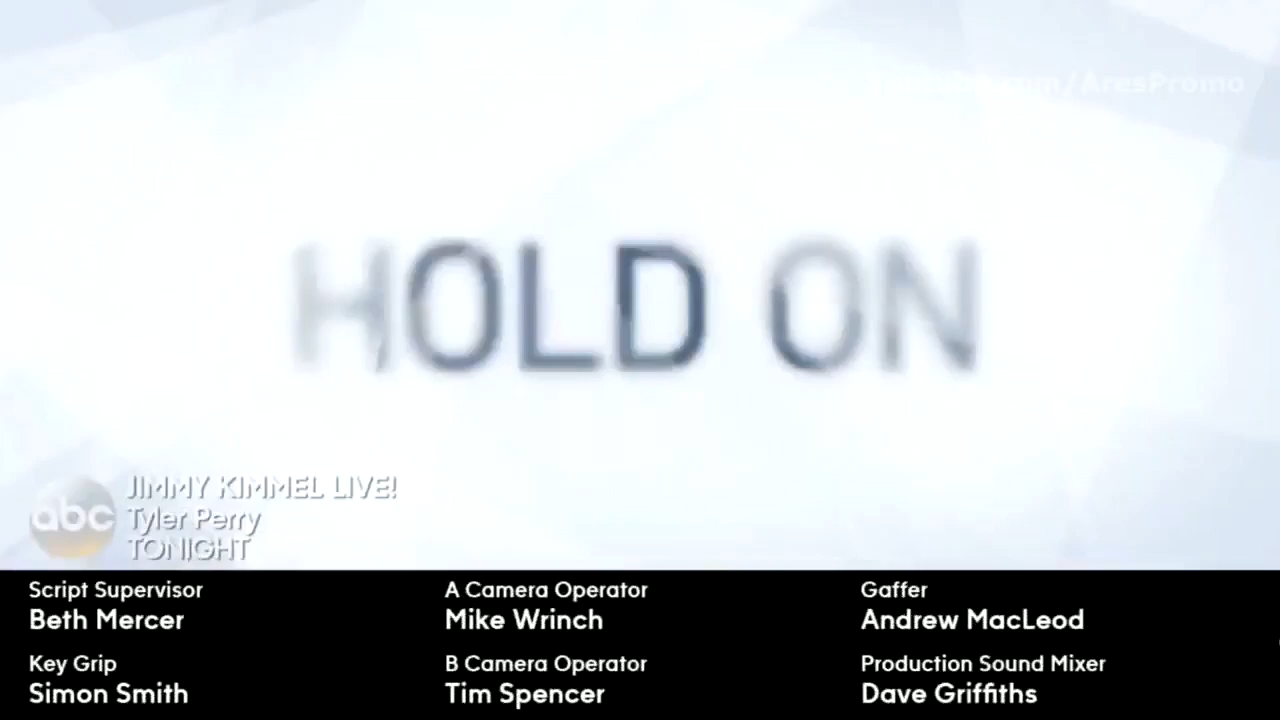 /AresPromo
HOLD ON
abc
JIMMY KIMMEL LIVE!
Tyler Perry
TONIGHT
Script Supervisor
Beth Mercer
A Camera Operator
Mike Wrinch
Gaffer
Andrew MacLeod
Key Grip
Simon Smith
B Camera Operator
Tim Spencer
Production Sound Mixer
Dave Griffiths